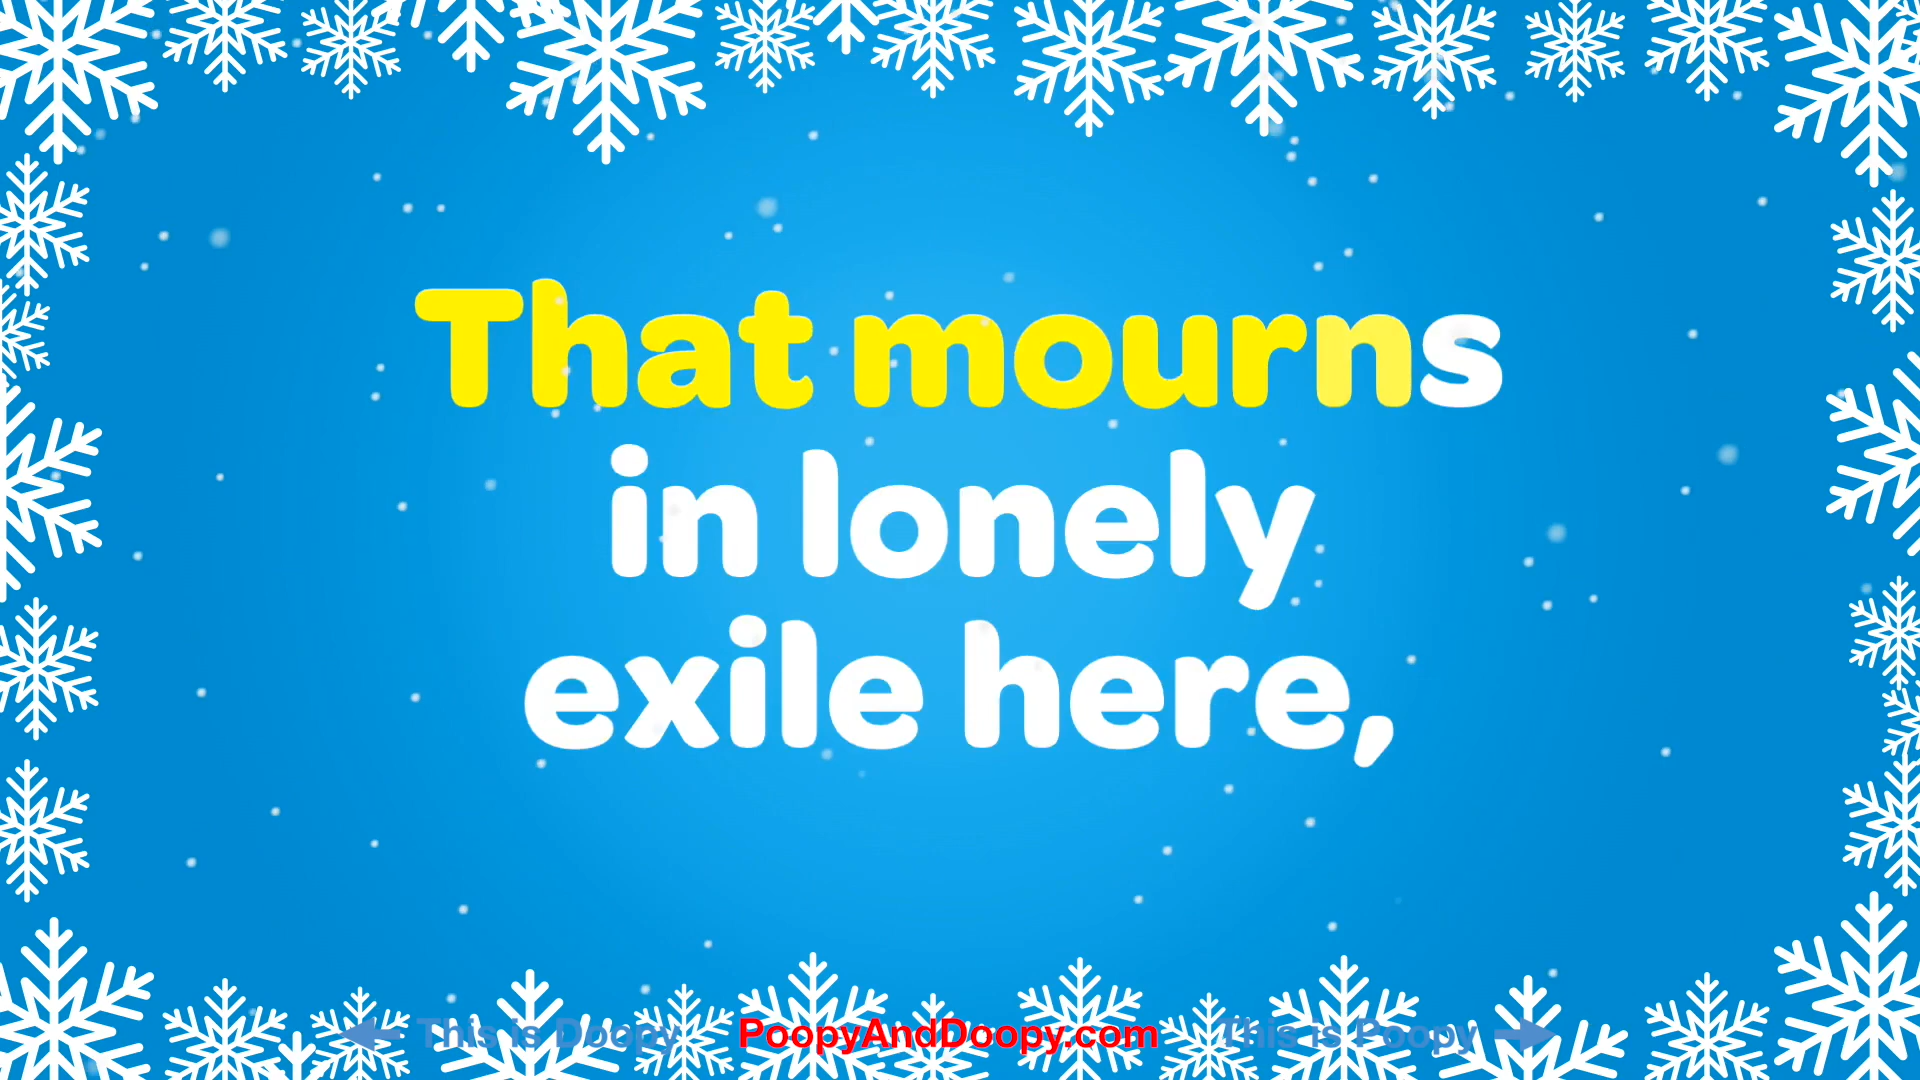 That mourns
in lonely
exile here,
This is Doopy PoopyAndDoopy.com This is Poopy